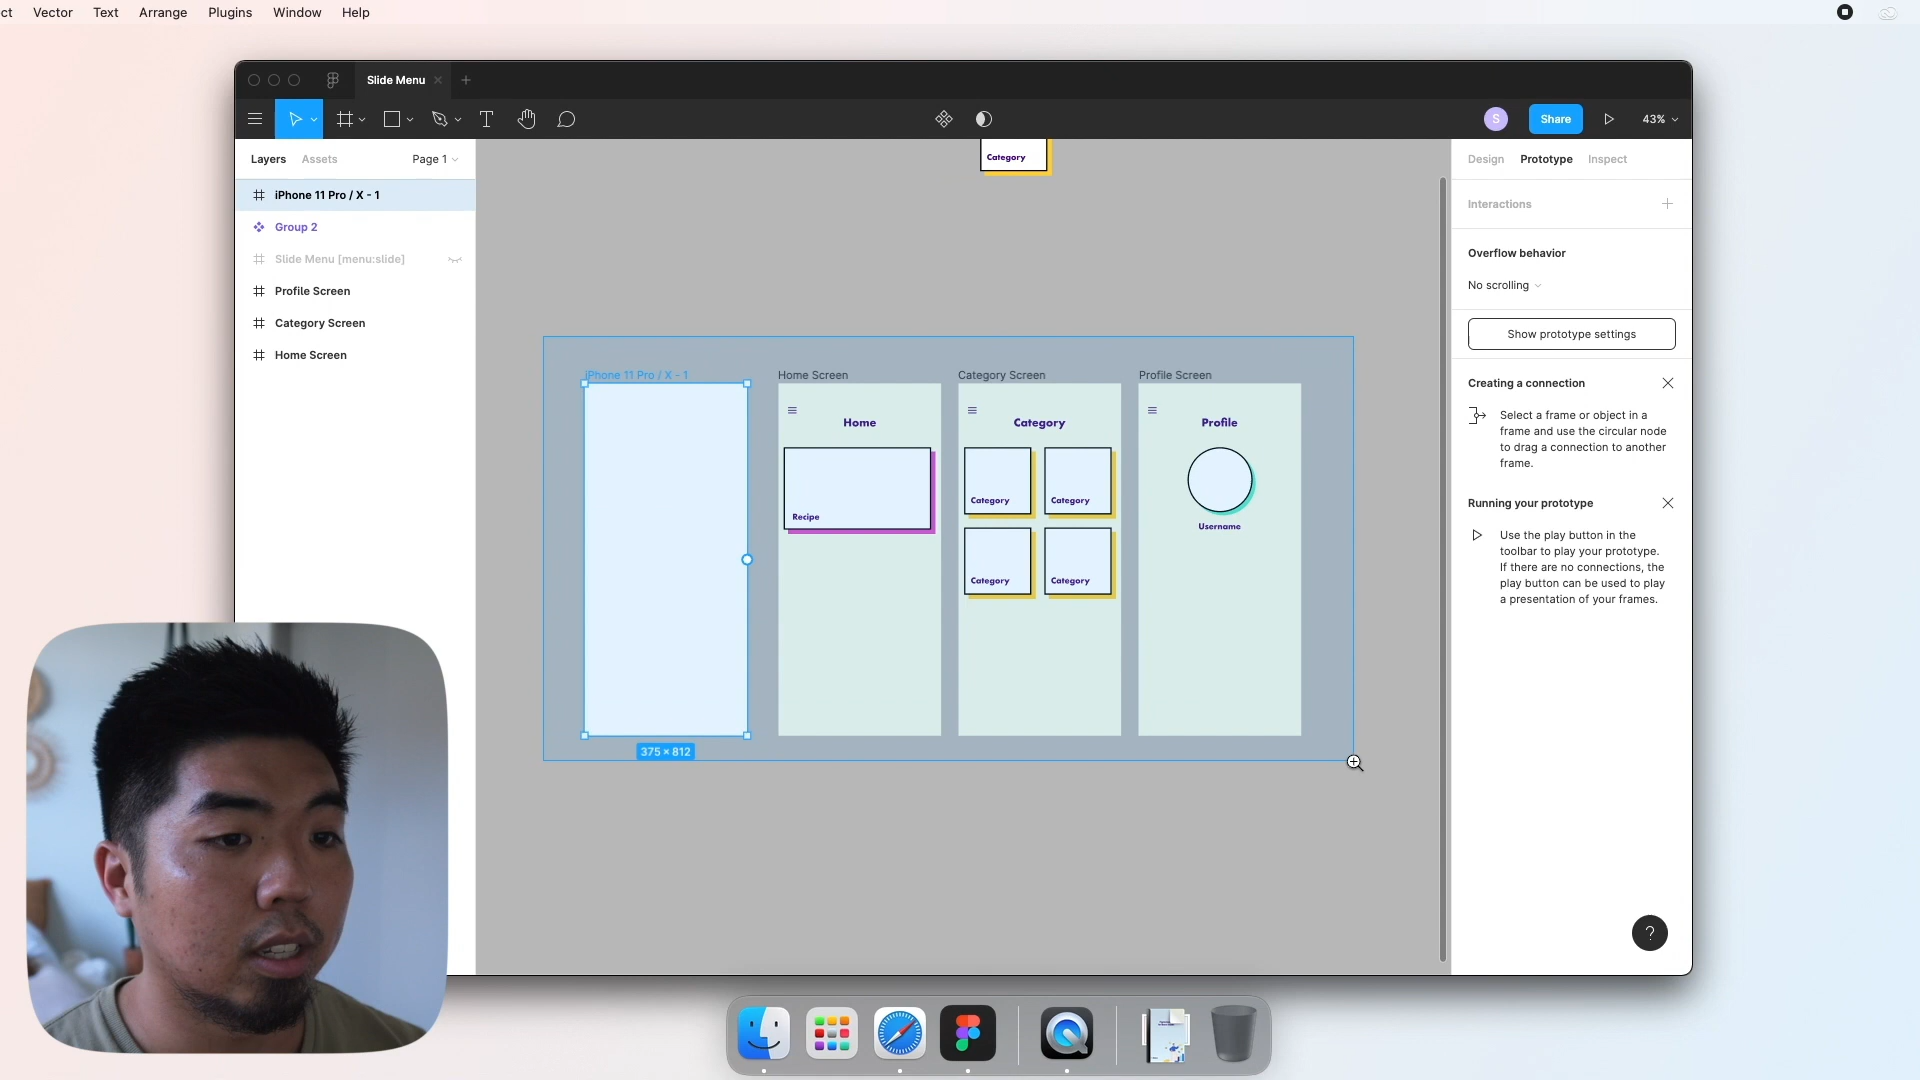 ct Vector Text Arrange Plugins Window Help
Slide Menu
S Share 43%
Layers Assets Page 1
iPhone 11 Pro / X - 1
Group 2
Slide Menu [menu:slide]
Profile Screen
Category Screen
Home Screen
Category
iPhone 11 Pro / X - 1
375 × 812
Home Screen
Home
Recipe
Category Screen
Category
Category
Category
Category
Category
Profile Screen
Profile
Username
Design Prototype Inspect
Interactions
Overflow behavior
No scrolling
Show prototype settings
Creating a connection
Select a frame or object in a
frame and use the circular node
to drag a connection to another
frame.
Running your prototype
Use the play button in the
toolbar to play your prototype.
If there are no connections, the
play button can be used to play
a presentation of your frames.
?